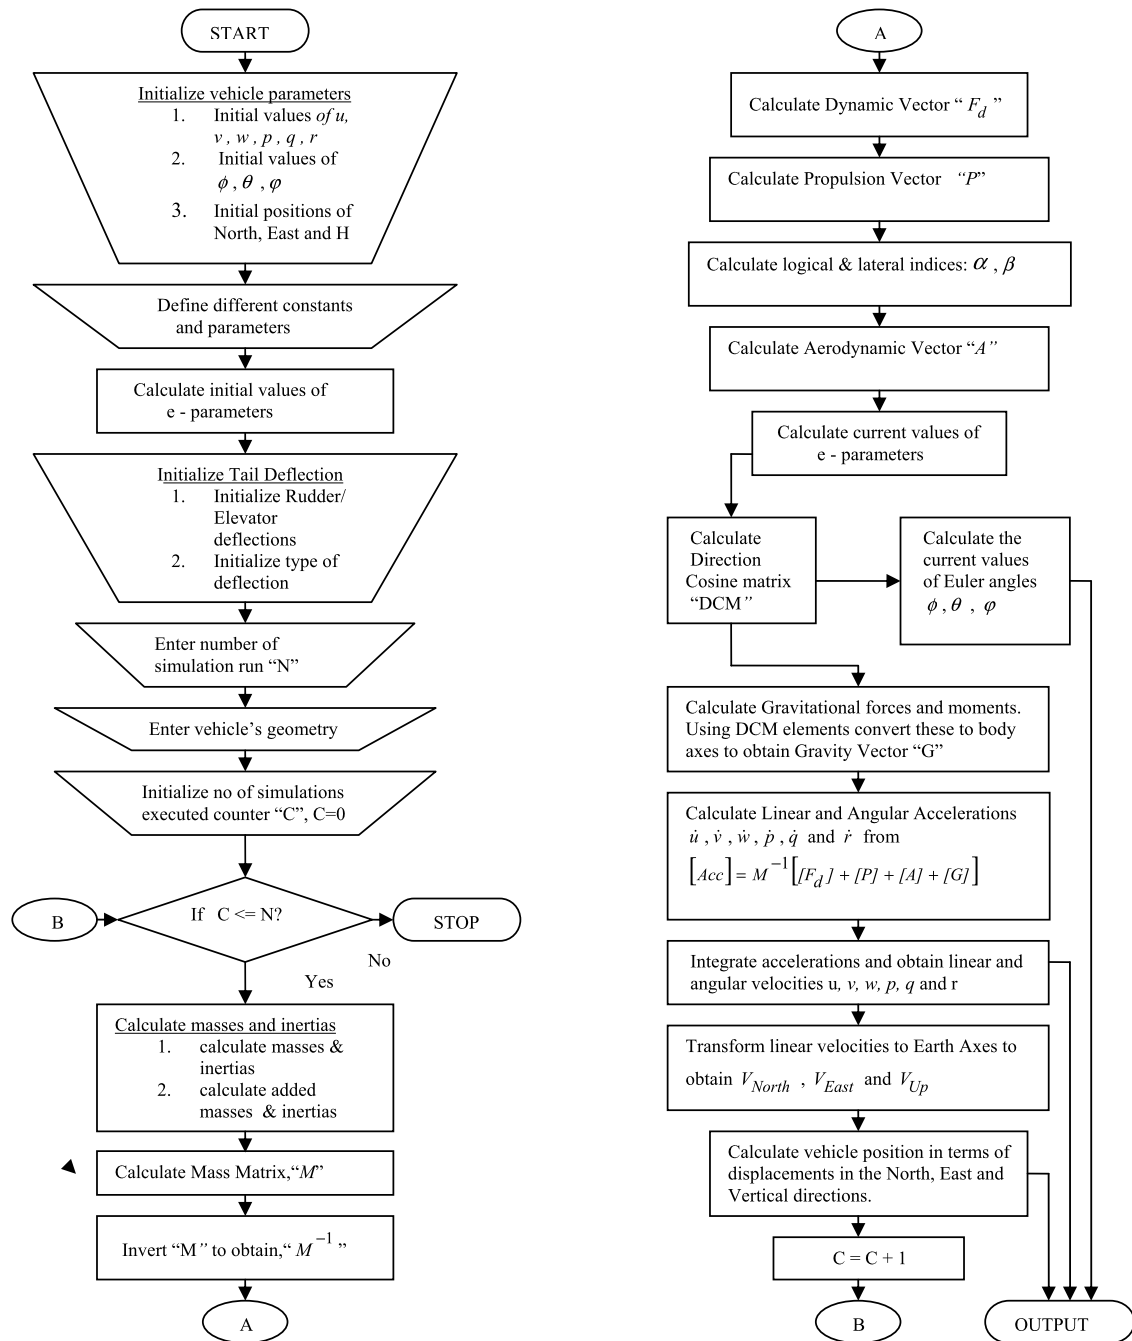 START
Initialize vehicle parameters
1. Initial values of u,
v , w , p , q , r
2. Initial values of
ϕ , θ , φ
3. Initial positions of
North, East and H
Define different constants
and parameters
Calculate initial values of
e - parameters
Initialize Tail Deflection
1. Initialize Rudder/
Elevator
deflections
2. Initialize type of
deflection
Enter number of
simulation run “N”
Enter vehicle’s geometry
Initialize no of simulations
executed counter “C”, C=0
B
If C <= N?
STOP
No
Yes
Calculate masses and inertias
1. calculate masses &
inertias
2. calculate added
masses & inertias
Calculate Mass Matrix,“M”
Invert “M” to obtain,“ M⁻¹ ”
A
A
Calculate Dynamic Vector “ F_d ”
Calculate Propulsion Vector “P”
Calculate logical & lateral indices: α , β
Calculate Aerodynamic Vector “A”
Calculate current values of
e - parameters
Calculate
Direction
Cosine matrix
“DCM”
Calculate the
current values
of Euler angles
ϕ , θ , φ
Calculate Gravitational forces and moments.
Using DCM elements convert these to body
axes to obtain Gravity Vector “G”
Calculate Linear and Angular Accelerations
u̇ , v̇ , ẇ , ṗ , q̇ and ṙ from
[Acc] = M⁻¹[[F_d] + [P] + [A] + [G]]
Integrate accelerations and obtain linear and
angular velocities u, v, w, p, q and r
Transform linear velocities to Earth Axes to
obtain V_North , V_East and V_Up
Calculate vehicle position in terms of
displacements in the North, East and
Vertical directions.
C = C + 1
B
OUTPUT